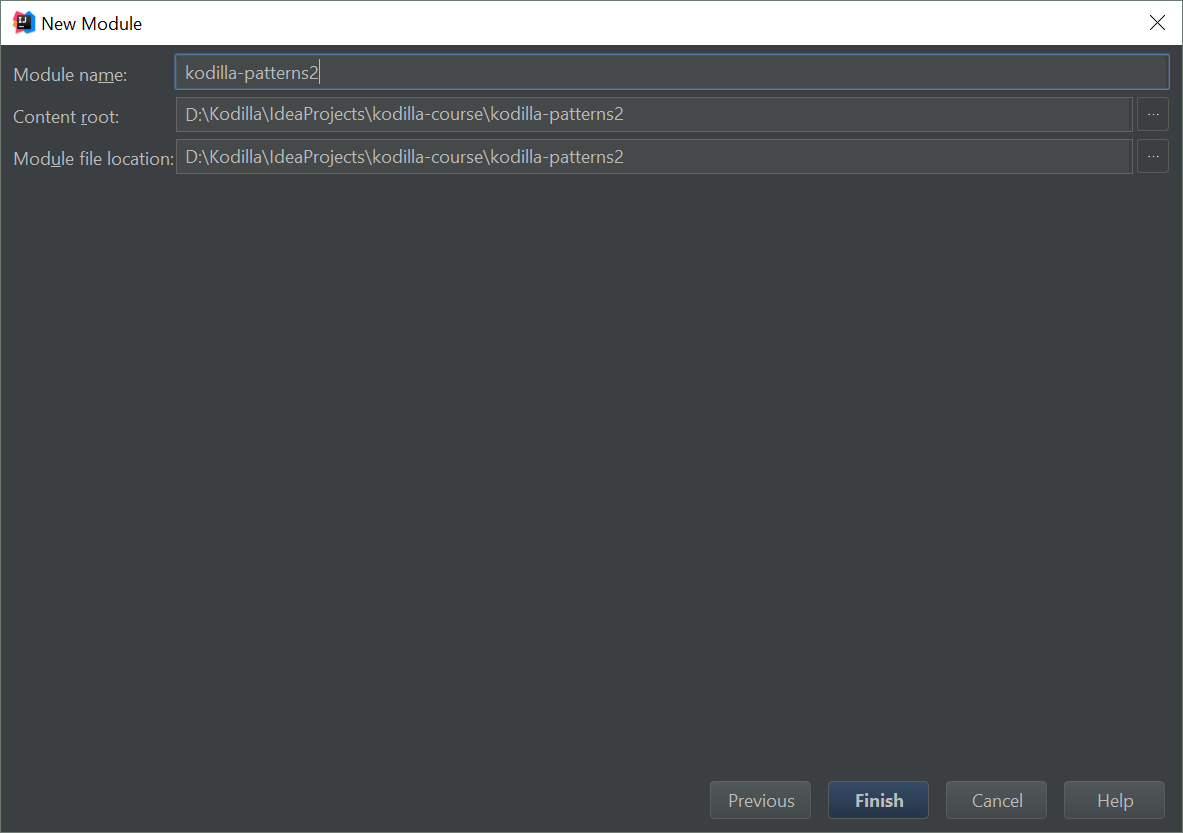 New Module
Module name: kodilla-patterns2
Content root: D:\Kodilla\IdeaProjects\kodilla-course\kodilla-patterns2 ...
Module file location: D:\Kodilla\IdeaProjects\kodilla-course\kodilla-patterns2 ...
Previous Finish Cancel Help